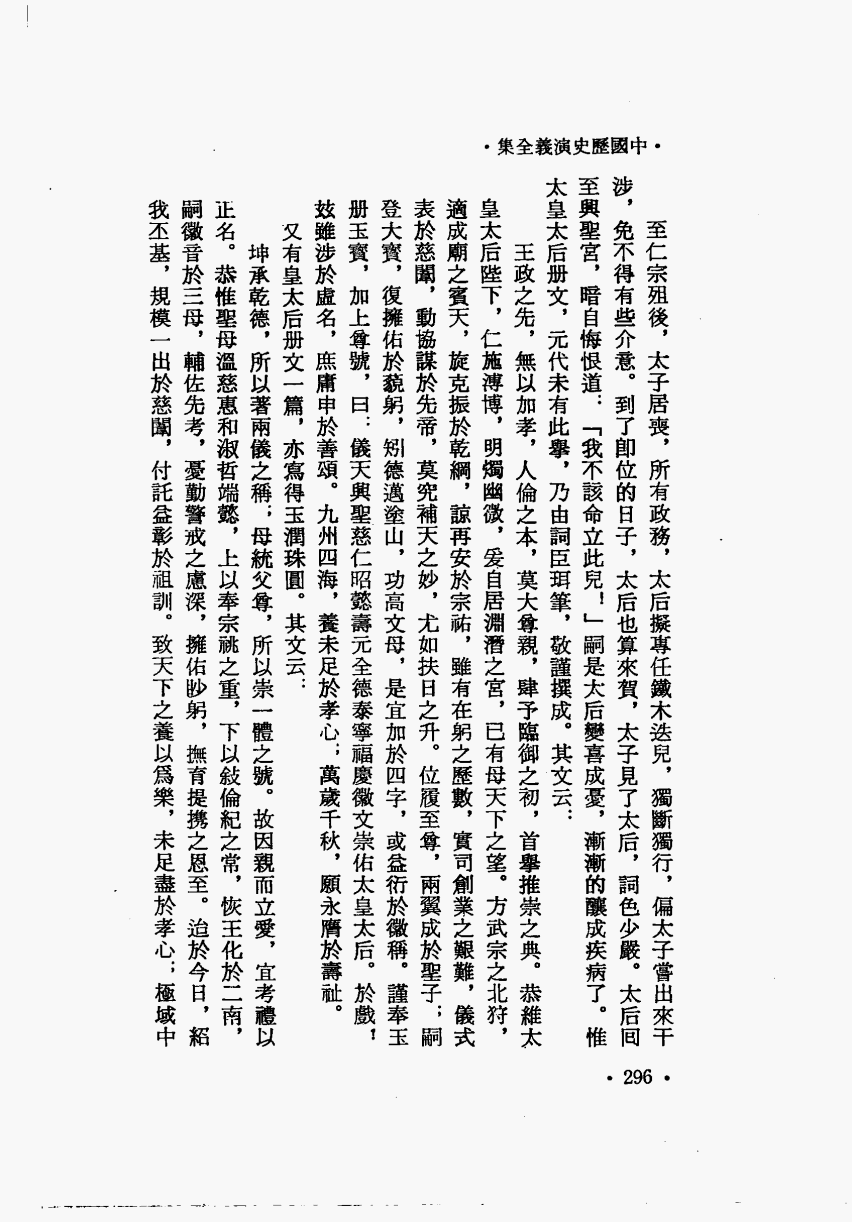 ・中國歷史演義全集・
至仁宗殂後，太子居喪，所有政務，太后擬專任鐵木迭兒，獨斷獨行，偏太子嘗出來干
涉，免不得有些介意。到了卽位的日子，太后也算來賀，太子見了太后，詞色少嚴。太后囘
至興聖宮，暗自悔恨道：「我不該命立此兒！」嗣是太后變喜成憂，漸漸的釀成疾病了。惟
太皇太后册文，元代未有此舉，乃由詞臣珥筆，敬謹撰成。其文云：
王政之先，無以加孝，人倫之本，莫大尊親，肆予臨御之初，首舉推崇之典。恭維太
皇太后陛下，仁施溥博，明燭幽微，爰自居淵潛之宮，已有母天下之望。方武宗之北狩，
適成廟之賓天，旋克振於乾綱，諒再安於宗祐，雖有在躬之歷數，實司創業之艱難，儀式
表於慈闈，動協謀於先帝，莫究補天之妙，尤如扶日之升。位履至尊，兩翼成於聖子；嗣
登大寳，復擁佑於藐躬，矧德邁塗山，功高文母，是宜加於四字，或益衍於徽稱。謹奉玉
册玉寳，加上尊號，曰：儀天興聖慈仁昭懿壽元全德泰寧福慶徽文崇佑太皇太后。於戲！
玆雖涉於虛名，庶庸申於善頌。九州四海，養未足於孝心；萬歲千秋，願永膺於壽祉。
又有皇太后册文一篇，亦寫得玉潤珠圓。其文云：
坤承乾德，所以著兩儀之稱；母統父尊，所以崇一體之號。故因親而立愛，宜考禮以
正名。恭惟聖母溫慈惠和淑哲端懿，上以奉宗祧之重，下以敍倫紀之常，恢王化於二南，
嗣徽音於三母，輔佐先考，憂勤警戒之慮深，擁佑眇躬，撫育提携之恩至。迨於今日，紹
我丕基，規模一出於慈闈，付託益彰於祖訓。致天下之養以爲樂，未足盡於孝心；極域中
・296・